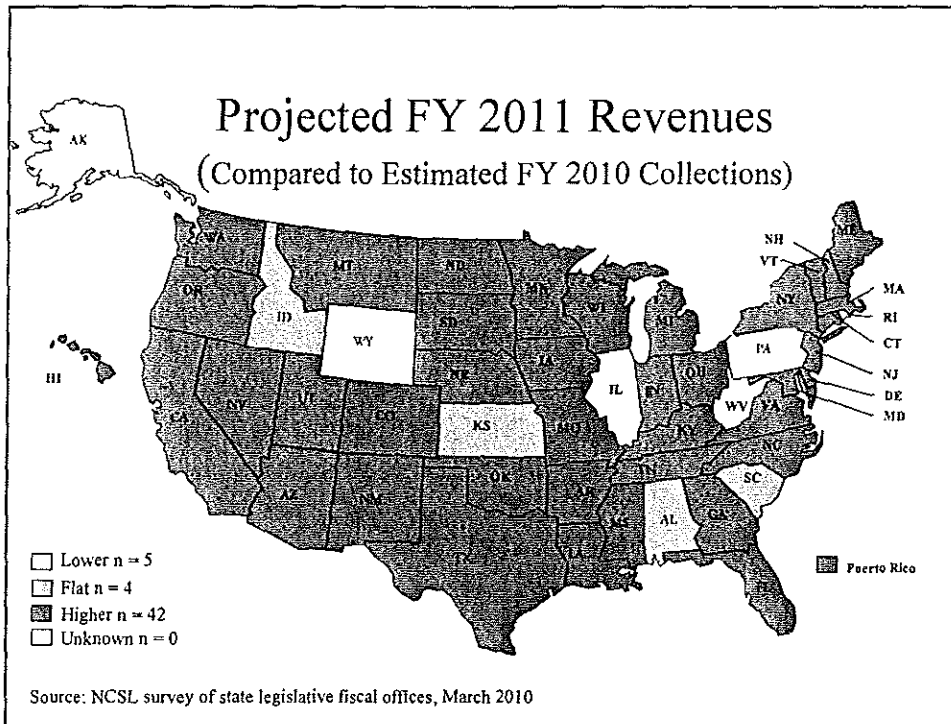 Projected FY 2011 Revenues
(Compared to Estimated FY 2010 Collections)
AK
WA
MT
ND
MN
ME
NH
VT
OR
ID
WY
SD
WI
MI
NY
MA
RI
CT
HI
NV
UT
CO
NE
IA
IL
IN
OH
PA
NJ
DE
MD
CA
KS
MO
KY
WV
VA
AZ
NM
OK
AR
TN
NC
SC
TX
LA
MS
AL
GA
FL
Lower n = 5
Flat n = 4
Higher n = 42
Unknown n = 0
Puerto Rico
Source: NCSL survey of state legislative fiscal offices, March 2010